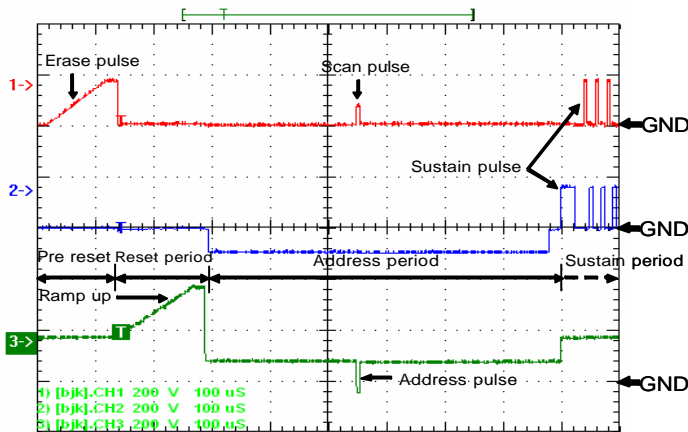 T
Erase pulse
Scan pulse
1->
T
GND
Sustain pulse
2->
T
GND
Pre reset
Reset period
Address period
Sustain period
Ramp up
T
3->
Address pulse
GND
1) [bjk].CH1 200 V 100 uS
2) [bjk].CH2 200 V 100 uS
3) [bjk].CH3 200 V 100 uS